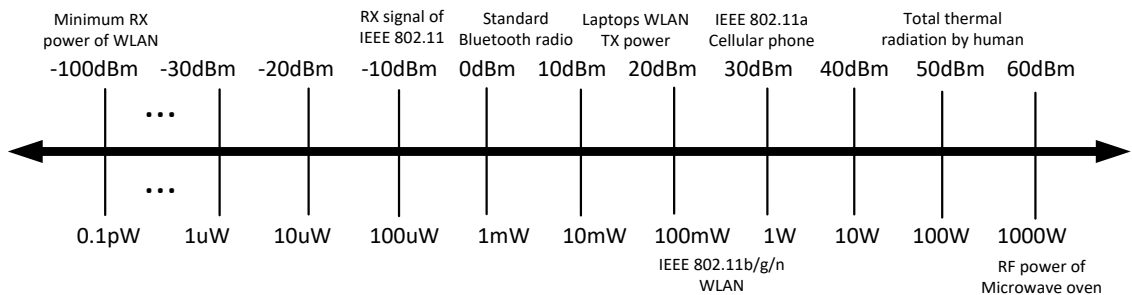 Minimum RX
power of WLAN
RX signal of
IEEE 802.11
Standard
Bluetooth radio
Laptops WLAN
TX power
IEEE 802.11a
Cellular phone
Total thermal
radiation by human
-100dBm -30dBm -20dBm -10dBm 0dBm 10dBm 20dBm 30dBm 40dBm 50dBm 60dBm
...
...
0.1pW 1uW 10uW 100uW 1mW 10mW 100mW 1W 10W 100W 1000W
IEEE 802.11b/g/n
WLAN
RF power of
Microwave oven